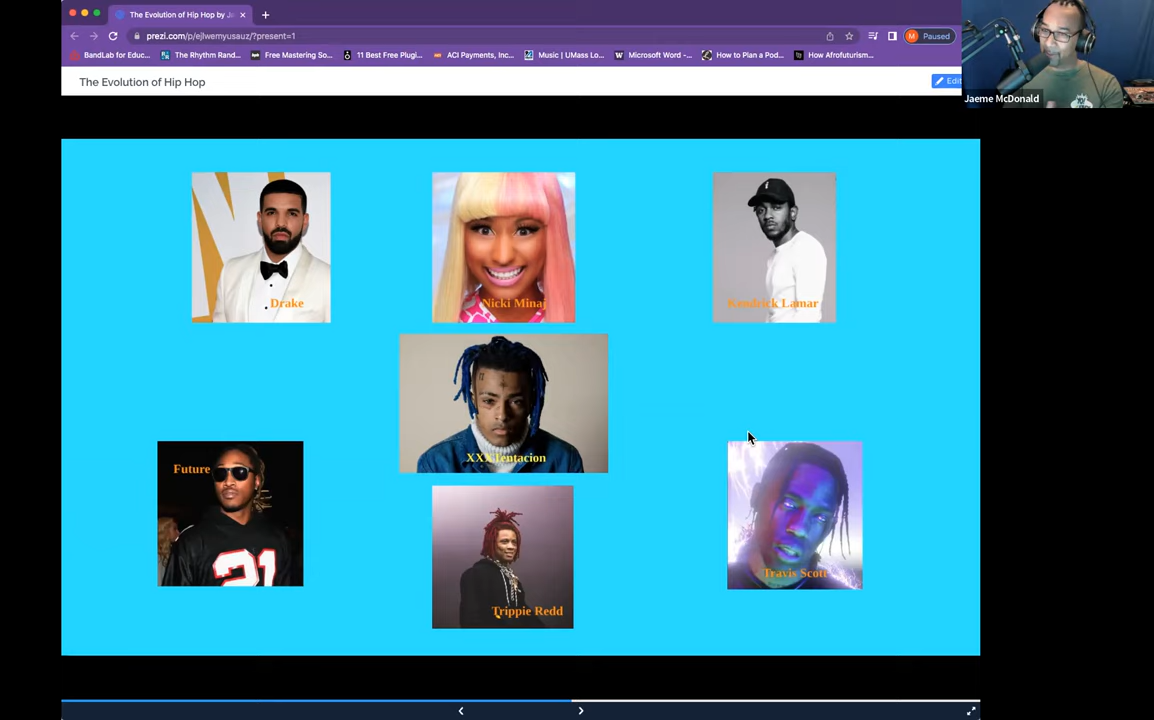 The Evolution of Hip Hop by Ja
prezi.com/p/ejlwemyusauz/?present=1
M Paused
BandLab for Educ...
The Rhythm Rand...
Free Mastering So...
11 Best Free Plugi...
ACI Payments, Inc...
Music | UMass Lo...
Microsoft Word -...
How to Plan a Pod...
How Afrofuturism...
The Evolution of Hip Hop
Edit
Jaeme McDonald
Drake
Nicki Minaj
Kendrick Lamar
XXXTentacion
Future
21
Trippie Redd
Travis Scott